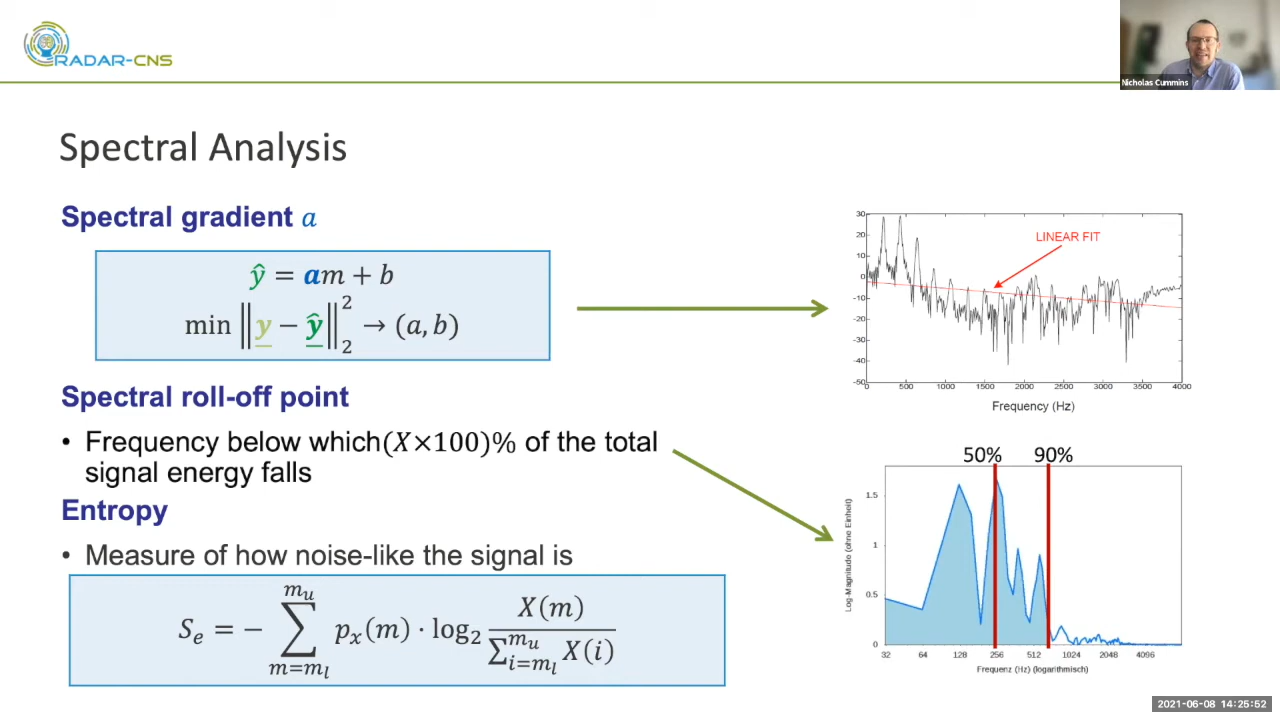 RADAR-CNS
Nicholas Cummins
Spectral Analysis
Spectral gradient a
ŷ = am + b
min ‖y − ŷ‖²₂ → (a, b)
Spectral roll-off point
• Frequency below which(X×100)% of the total
signal energy falls
Entropy
• Measure of how noise-like the signal is
Sₑ = − ∑_{m=m_l}^{m_u} pₓ(m) · log₂ X(m) / ∑_{i=m_l}^{m_u} X(i)
30
20
10
0
-10
-20
-30
-40
-50
LINEAR FIT
0 500 1000 1500 2000 2500 3000 3500 4000
Frequency (Hz)
50% 90%
Log-Magnitude (ohne Einheit)
1.5
1
0.5
0
32 64 128 256 512 1024 2048 4096
Frequenz (Hz) (logarithmisch)
2021-06-08 14:25:52